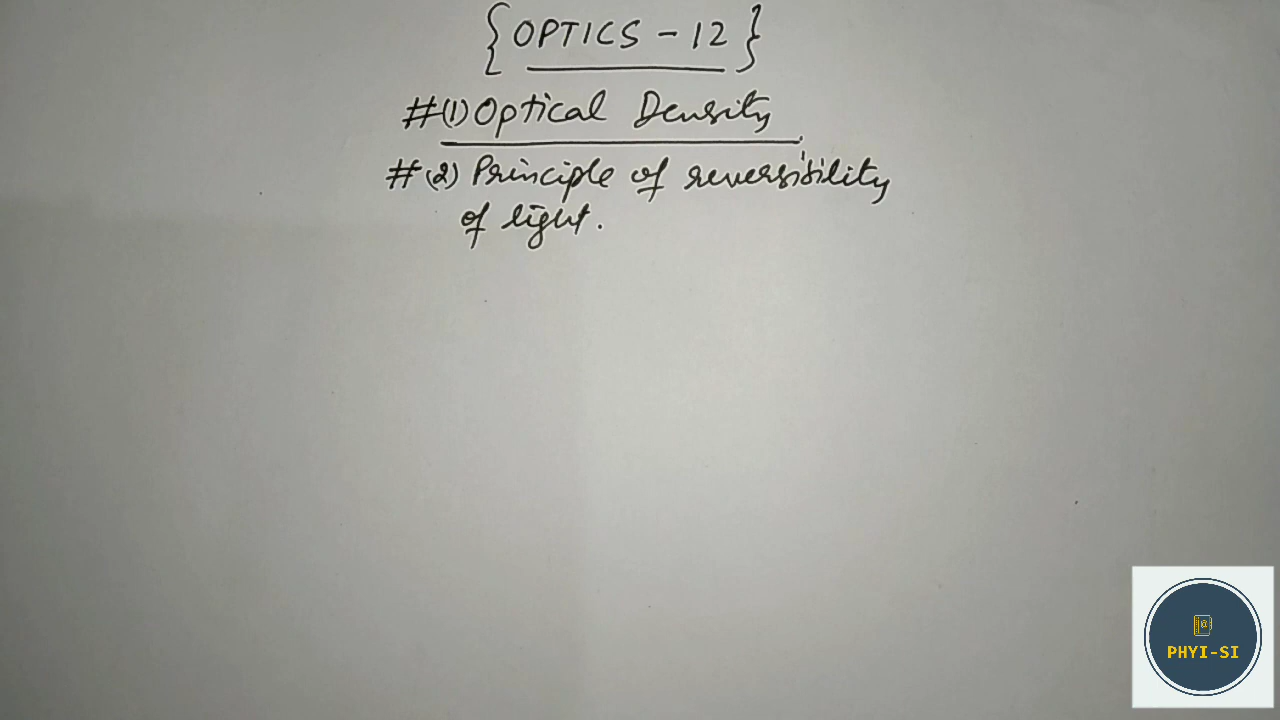 {OPTICS - 12}
#(1) Optical Density
#(2) Principle of reversibility
of light.
PHYI-SI